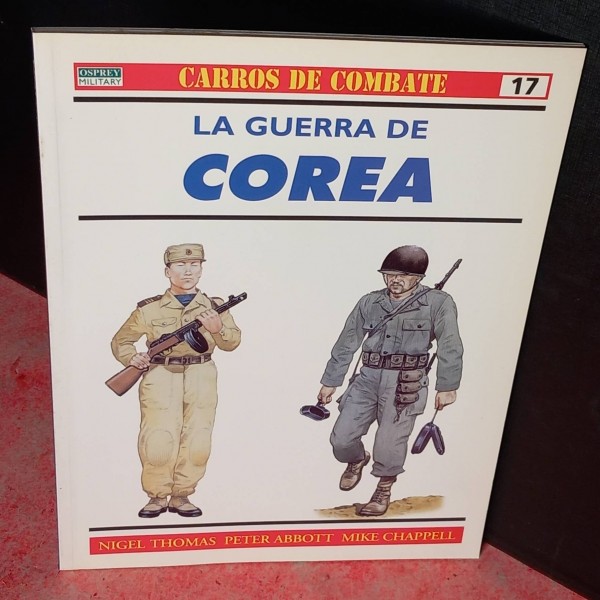 OSPREY
MILITARY
CARROS DE COMBATE
17
LA GUERRA DE
COREA
NIGEL THOMAS PETER ABBOTT MIKE CHAPPELL